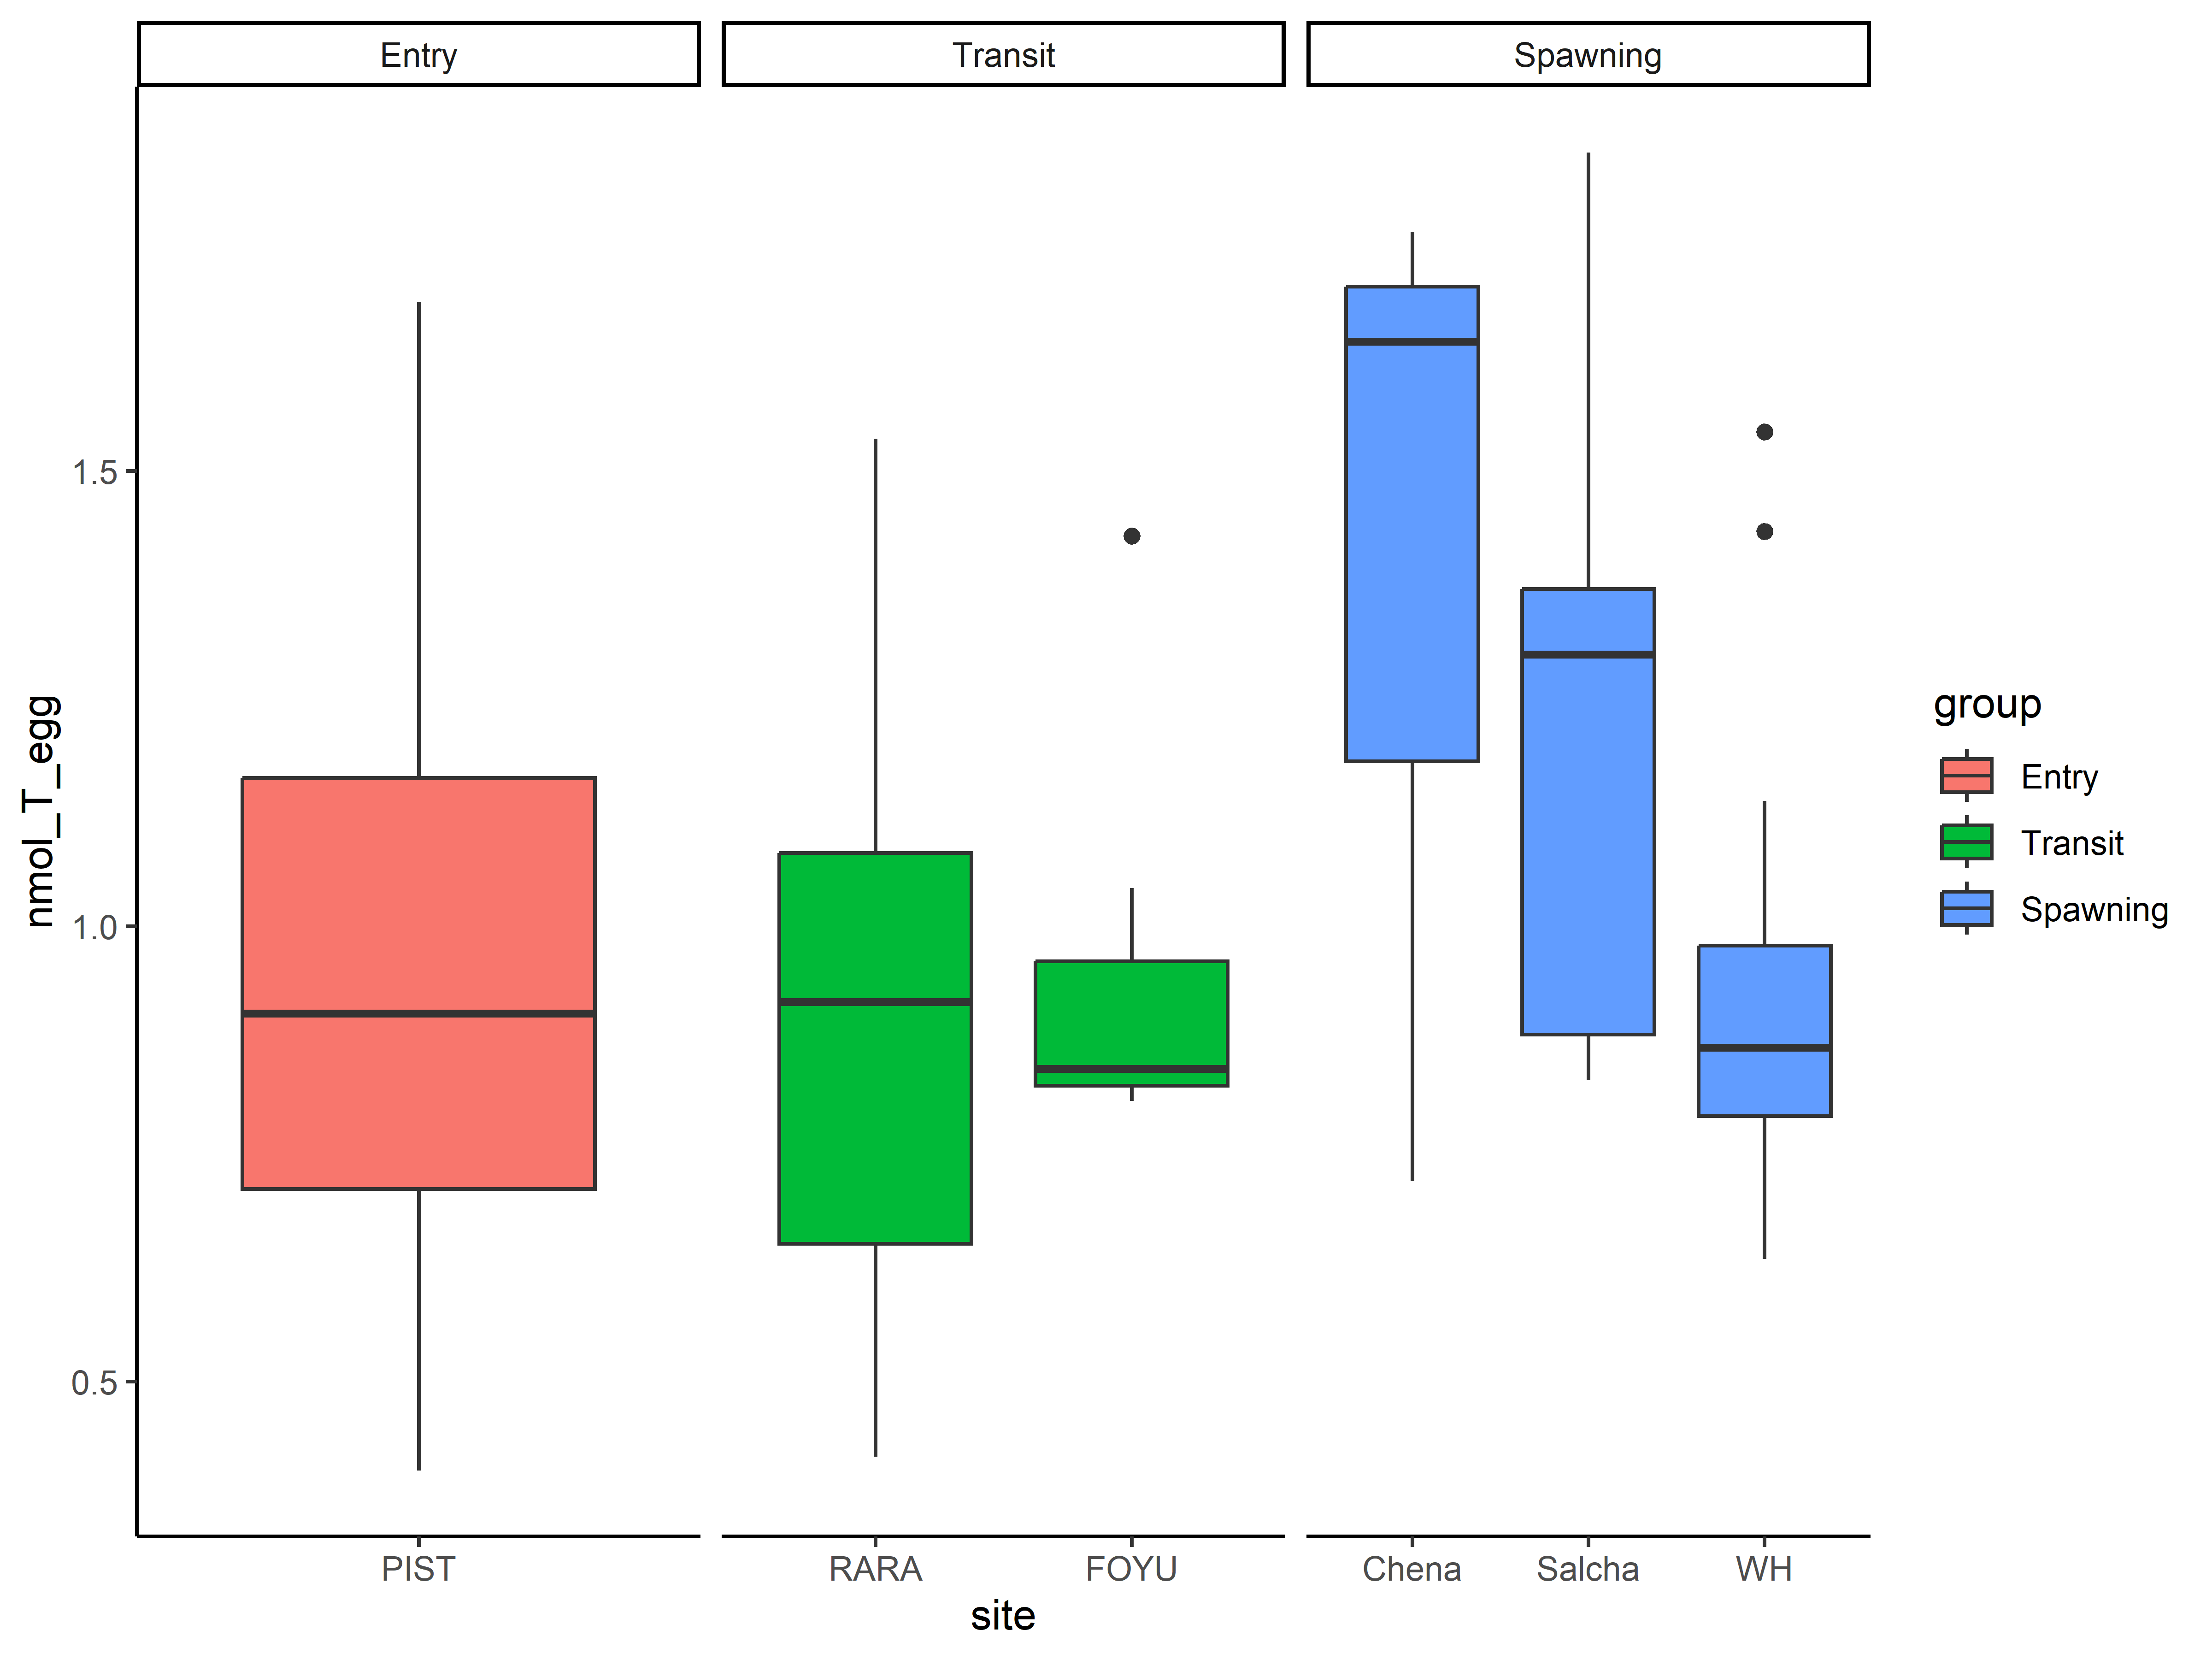 Entry
Transit
Spawning
nmol_T_egg
1.5
1.0
0.5
PIST
RARA
FOYU
Chena
Salcha
WH
site
group
Entry
Transit
Spawning